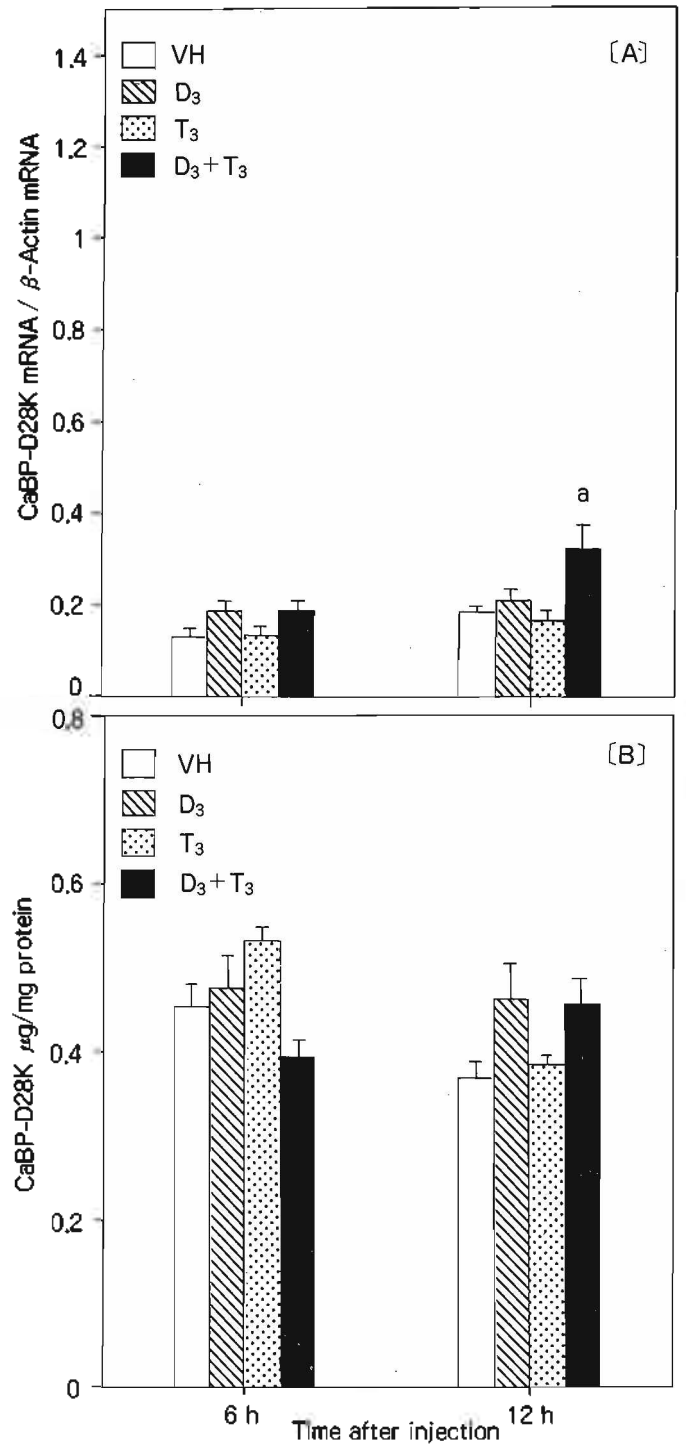 [A]
VH
D₃
T₃
D₃+T₃
CaBP-D28K mRNA / β-Actin mRNA
1.4
1.2
1
0.8
0.6
0.4
0.2
0
a
[B]
VH
D₃
T₃
D₃+T₃
CaBP-D28K μg/mg protein
0.8
0.6
0.4
0.2
0
6 h
12 h
Time after injection